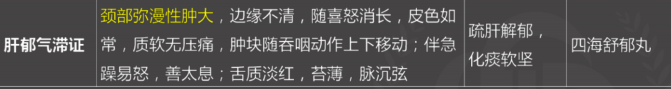 肝郁气滞证
颈部弥漫性肿大，边缘不清，随喜怒消长，皮色如
常，质软无压痛，肿块随吞咽动作上下移动；伴急
躁易怒，善太息；舌质淡红，苔薄，脉沉弦
疏肝解郁，
化痰软坚
四海舒郁丸